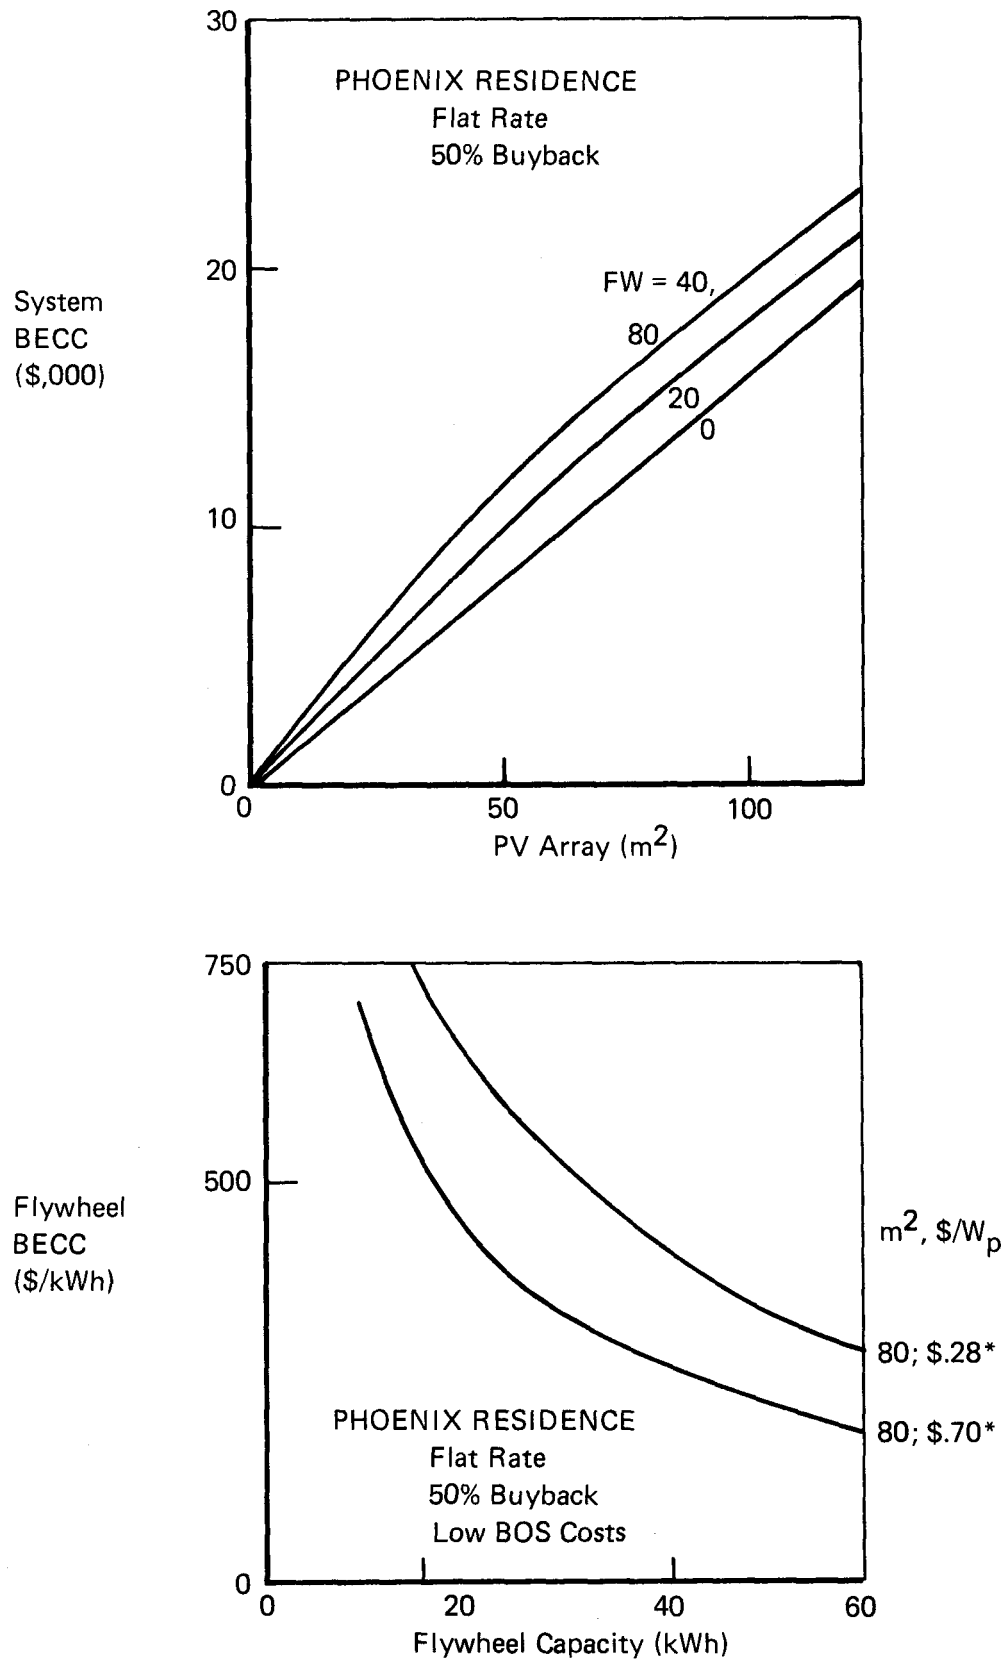 30
PHOENIX RESIDENCE
Flat Rate
50% Buyback
20
System
BECC
($,000)
FW = 40,
80
20
0
10
0
0
50
100
PV Array (m²)
750
500
Flywheel
BECC
($/kWh)
m², $/Wp
80; $.28*
80; $.70*
PHOENIX RESIDENCE
Flat Rate
50% Buyback
Low BOS Costs
0
0
20
40
60
Flywheel Capacity (kWh)